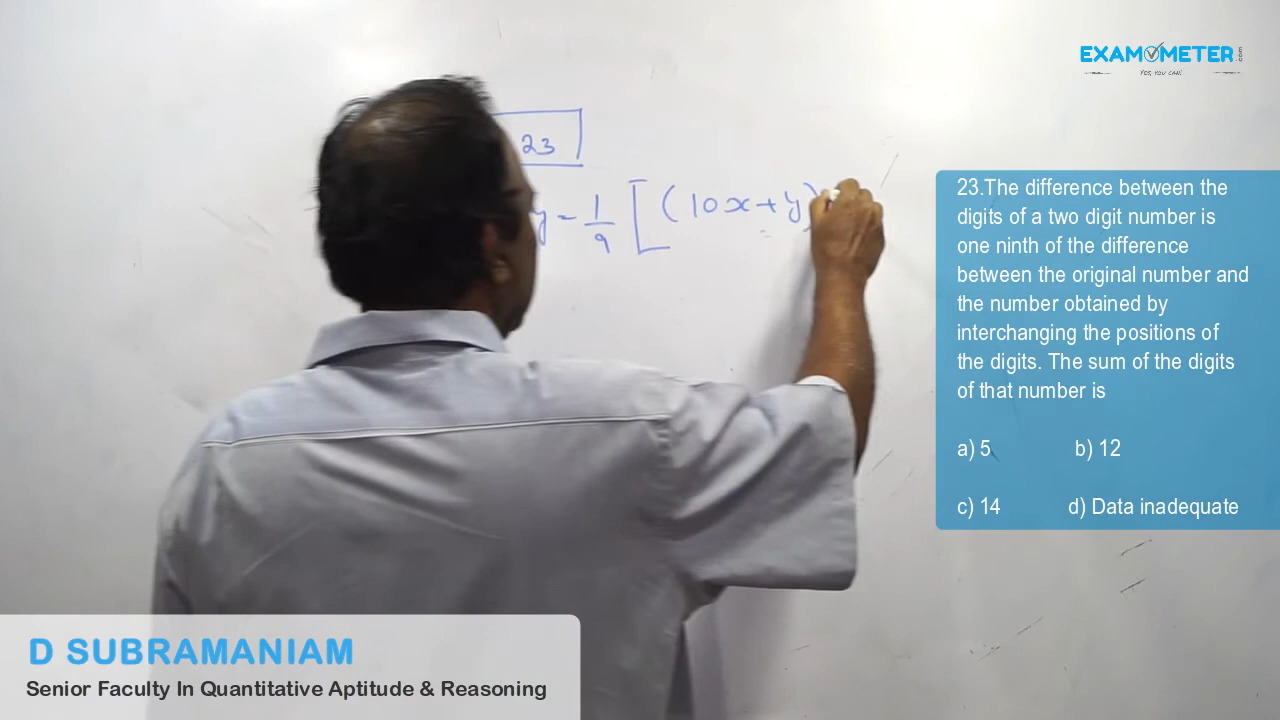 EXAMOMETER.com
YES, YOU CAN!
23
y = 1/9 [ (10x+y)
23.The difference between the
digits of a two digit number is
one ninth of the difference
between the original number and
the number obtained by
interchanging the positions of
the digits. The sum of the digits
of that number is
a) 5 b) 12
c) 14 d) Data inadequate
D SUBRAMANIAM
Senior Faculty In Quantitative Aptitude & Reasoning